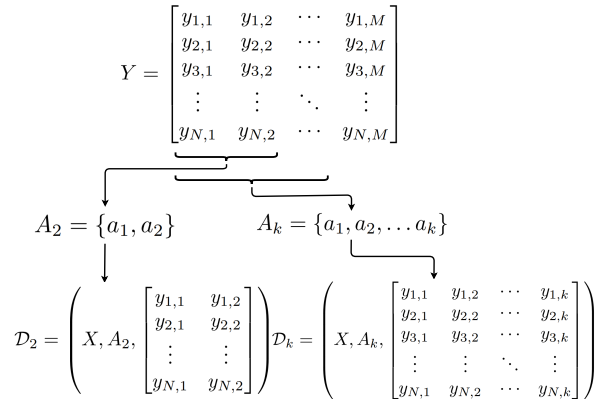 Y = [ y_{1,1} y_{1,2} ⋯ y_{1,M}
y_{2,1} y_{2,2} ⋯ y_{2,M}
y_{3,1} y_{3,2} ⋯ y_{3,M}
⋮ ⋮ ⋱ ⋮
y_{N,1} y_{N,2} ⋯ y_{N,M} ]
A_2 = {a_1, a_2}
A_k = {a_1, a_2, … a_k}
𝒟_2 = ( X, A_2, [ y_{1,1} y_{1,2}
y_{2,1} y_{2,2}
⋮ ⋮
y_{N,1} y_{N,2} ] )
𝒟_k = ( X, A_k, [ y_{1,1} y_{1,2} ⋯ y_{1,k}
y_{2,1} y_{2,2} ⋯ y_{2,k}
y_{3,1} y_{3,2} ⋯ y_{3,k}
⋮ ⋮ ⋱ ⋮
y_{N,1} y_{N,2} ⋯ y_{N,k} ] )